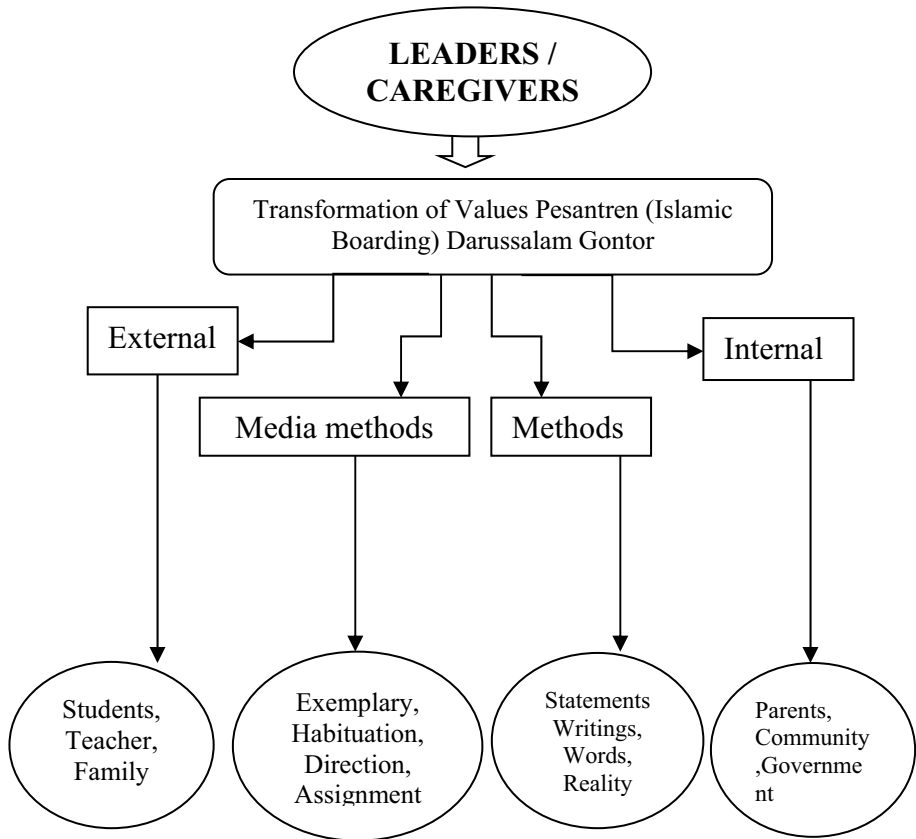 LEADERS /
CAREGIVERS
Transformation of Values Pesantren (Islamic
Boarding) Darussalam Gontor
External
Internal
Media methods
Methods
Students,
Teacher,
Family
Exemplary,
Habituation,
Direction,
Assignment
Statements
Writings,
Words,
Reality
Parents,
Community
,Governme
nt